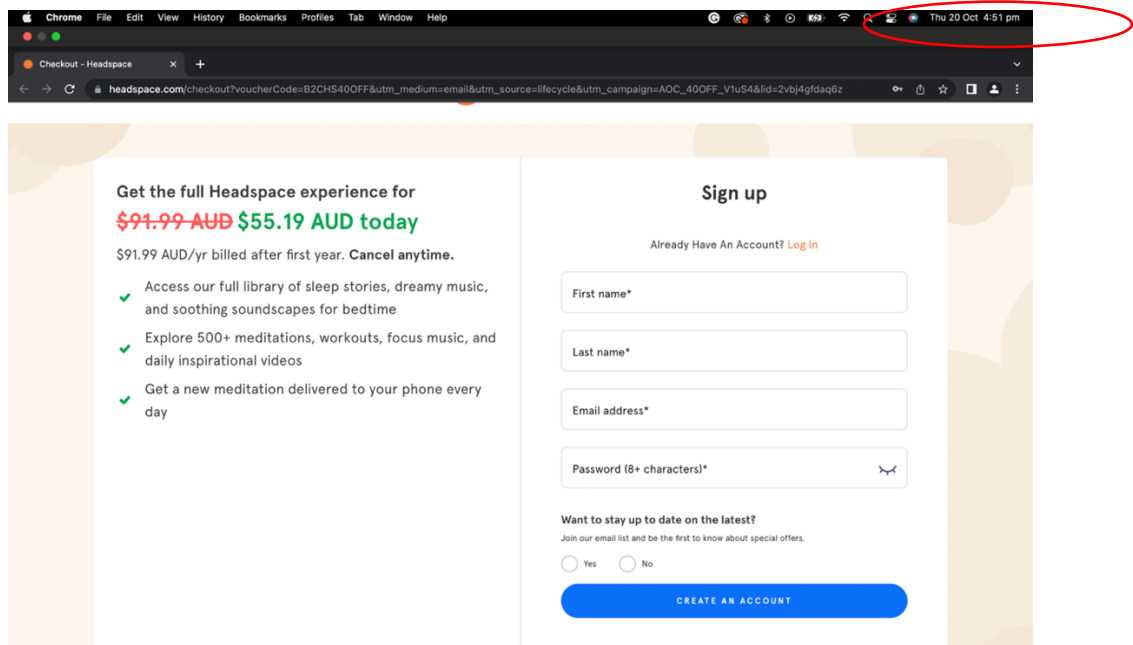 Chrome File Edit View History Bookmarks Profiles Tab Window Help Thu 20 Oct 4:51 pm
Checkout - Headspace
headspace.com/checkout?voucherCode=B2CHS40OFF&utm_medium=email&utm_source=lifecycle&utm_campaign=AOC_40OFF_V1uS4&lid=2vbj4gfdaq6z
Get the full Headspace experience for
$91.99 AUD $55.19 AUD today
$91.99 AUD/yr billed after first year. Cancel anytime.
Access our full library of sleep stories, dreamy music,
and soothing soundscapes for bedtime
Explore 500+ meditations, workouts, focus music, and
daily inspirational videos
Get a new meditation delivered to your phone every
day
Sign up
Already Have An Account? Log In
First name*
Last name*
Email address*
Password (8+ characters)*
Want to stay up to date on the latest?
Join our email list and be the first to know about special offers.
Yes No
CREATE AN ACCOUNT